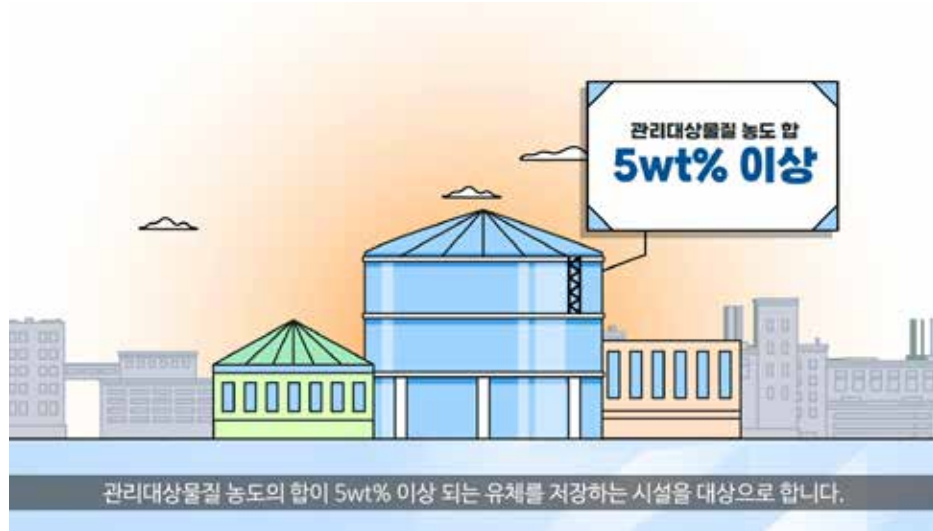 관리대상물질 농도 합
5wt% 이상
관리대상물질 농도의 합이 5wt% 이상 되는 유체를 저장하는 시설을 대상으로 합니다.